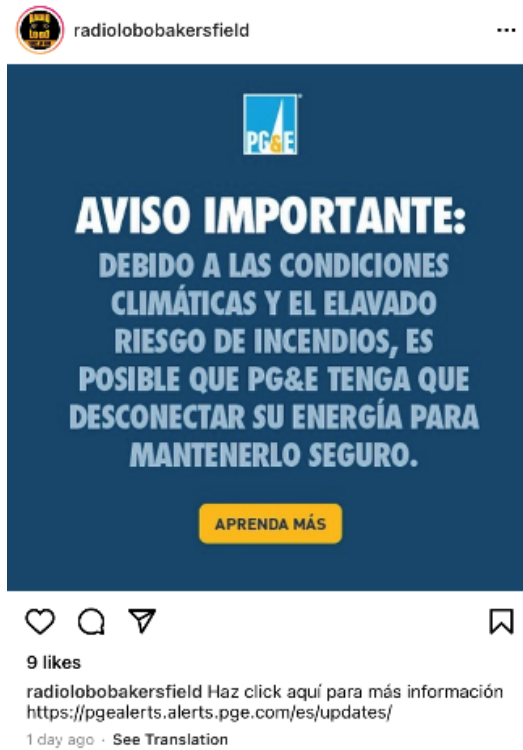 radiolobobakersfield
PG&E
AVISO IMPORTANTE:
DEBIDO A LAS CONDICIONES
CLIMÁTICAS Y EL ELAVADO
RIESGO DE INCENDIOS, ES
POSIBLE QUE PG&E TENGA QUE
DESCONECTAR SU ENERGÍA PARA
MANTENERLO SEGURO.
APRENDA MÁS
9 likes
radiolobobakersfield Haz click aquí para más información
https://pgealerts.alerts.pge.com/es/updates/
1 day ago · See Translation